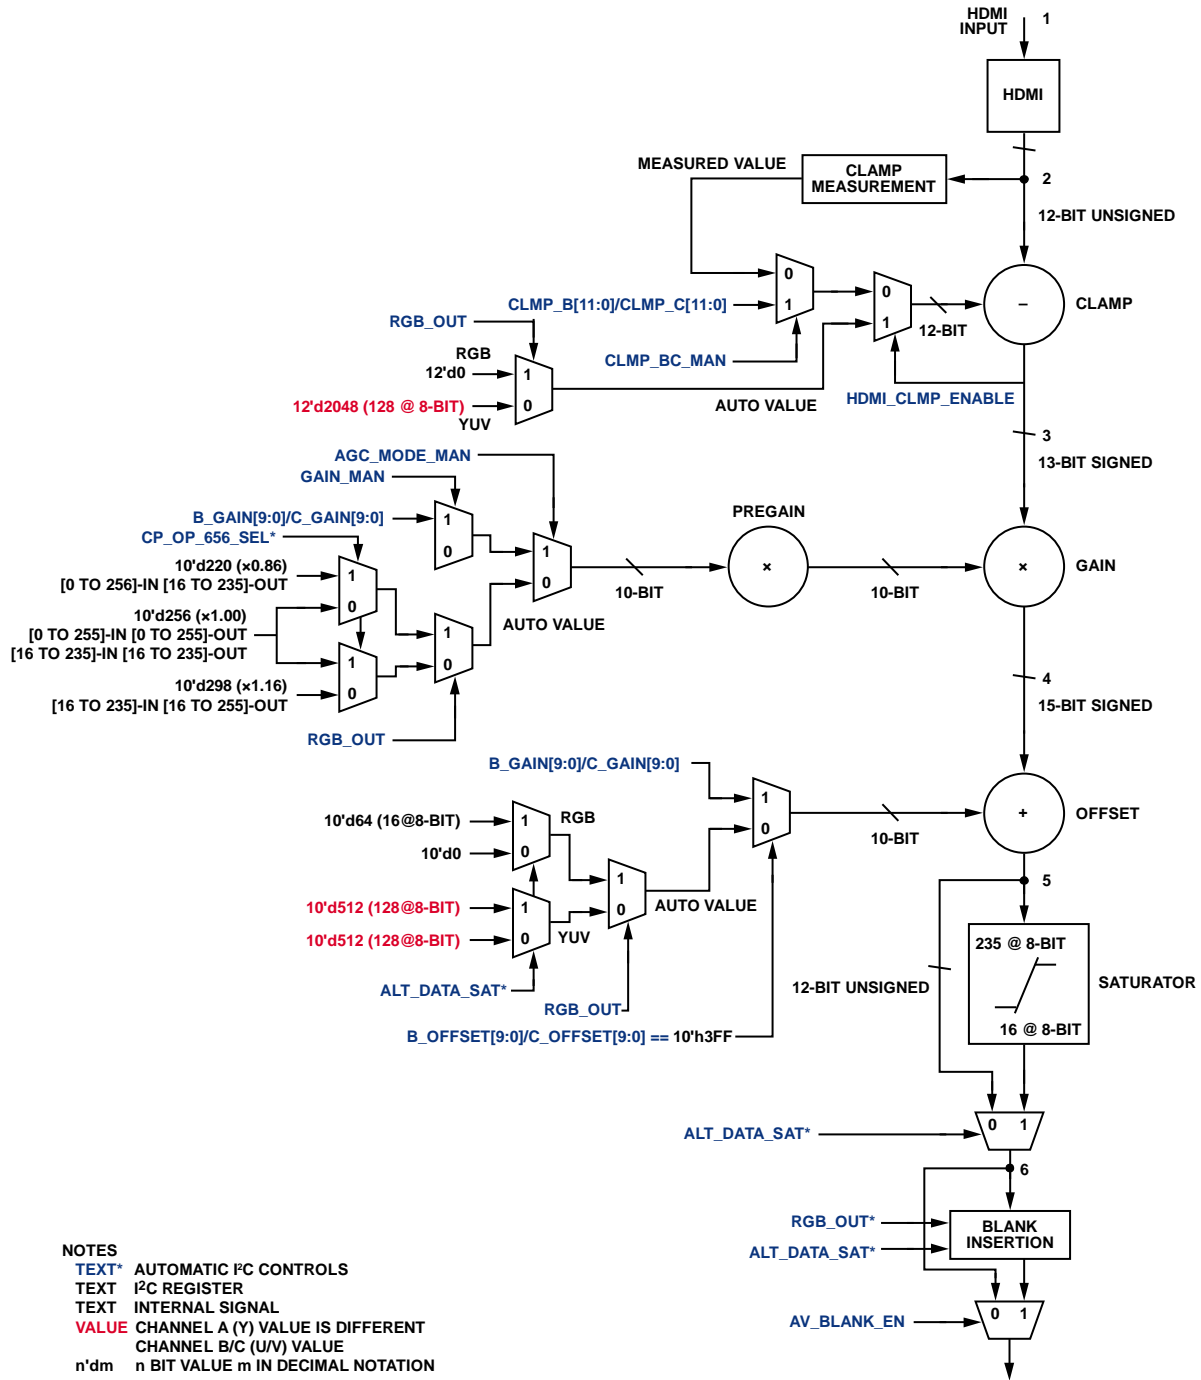 HDMI
INPUT
1
HDMI
MEASURED VALUE
CLAMP
MEASUREMENT
2
12-BIT UNSIGNED
0
1
CLMP_B[11:0]/CLMP_C[11:0]
0
1
12-BIT
–
CLAMP
RGB_OUT
CLMP_BC_MAN
RGB
12'd0
1
12'd2048 (128 @ 8-BIT)
0
YUV
AUTO VALUE
HDMI_CLMP_ENABLE
3
13-BIT SIGNED
AGC_MODE_MAN
GAIN_MAN
B_GAIN[9:0]/C_GAIN[9:0]
1
0
CP_OP_656_SEL*
PREGAIN
10'd220 (×0.86)
[0 TO 256]-IN [16 TO 235]-OUT
1
0
1
0
10-BIT
×
10-BIT
×
GAIN
10'd256 (×1.00)
[0 TO 255]-IN [0 TO 255]-OUT
[16 TO 235]-IN [16 TO 235]-OUT
AUTO VALUE
1
0
1
0
10'd298 (×1.16)
[16 TO 235]-IN [16 TO 255]-OUT
4
15-BIT SIGNED
RGB_OUT
B_GAIN[9:0]/C_GAIN[9:0]
1
0
10-BIT
+
OFFSET
10'd64 (16@8-BIT)
1
RGB
10'd0
0
1
0
AUTO VALUE
10'd512 (128@8-BIT)
1
10'd512 (128@8-BIT)
0
YUV
5
235 @ 8-BIT
12-BIT UNSIGNED
SATURATOR
16 @ 8-BIT
ALT_DATA_SAT*
RGB_OUT
B_OFFSET[9:0]/C_OFFSET[9:0] == 10'h3FF
ALT_DATA_SAT*
0 1
6
RGB_OUT*
BLANK
INSERTION
ALT_DATA_SAT*
0 1
AV_BLANK_EN
NOTES
TEXT* AUTOMATIC I²C CONTROLS
TEXT I²C REGISTER
TEXT INTERNAL SIGNAL
VALUE CHANNEL A (Y) VALUE IS DIFFERENT
CHANNEL B/C (U/V) VALUE
n'dm n BIT VALUE m IN DECIMAL NOTATION